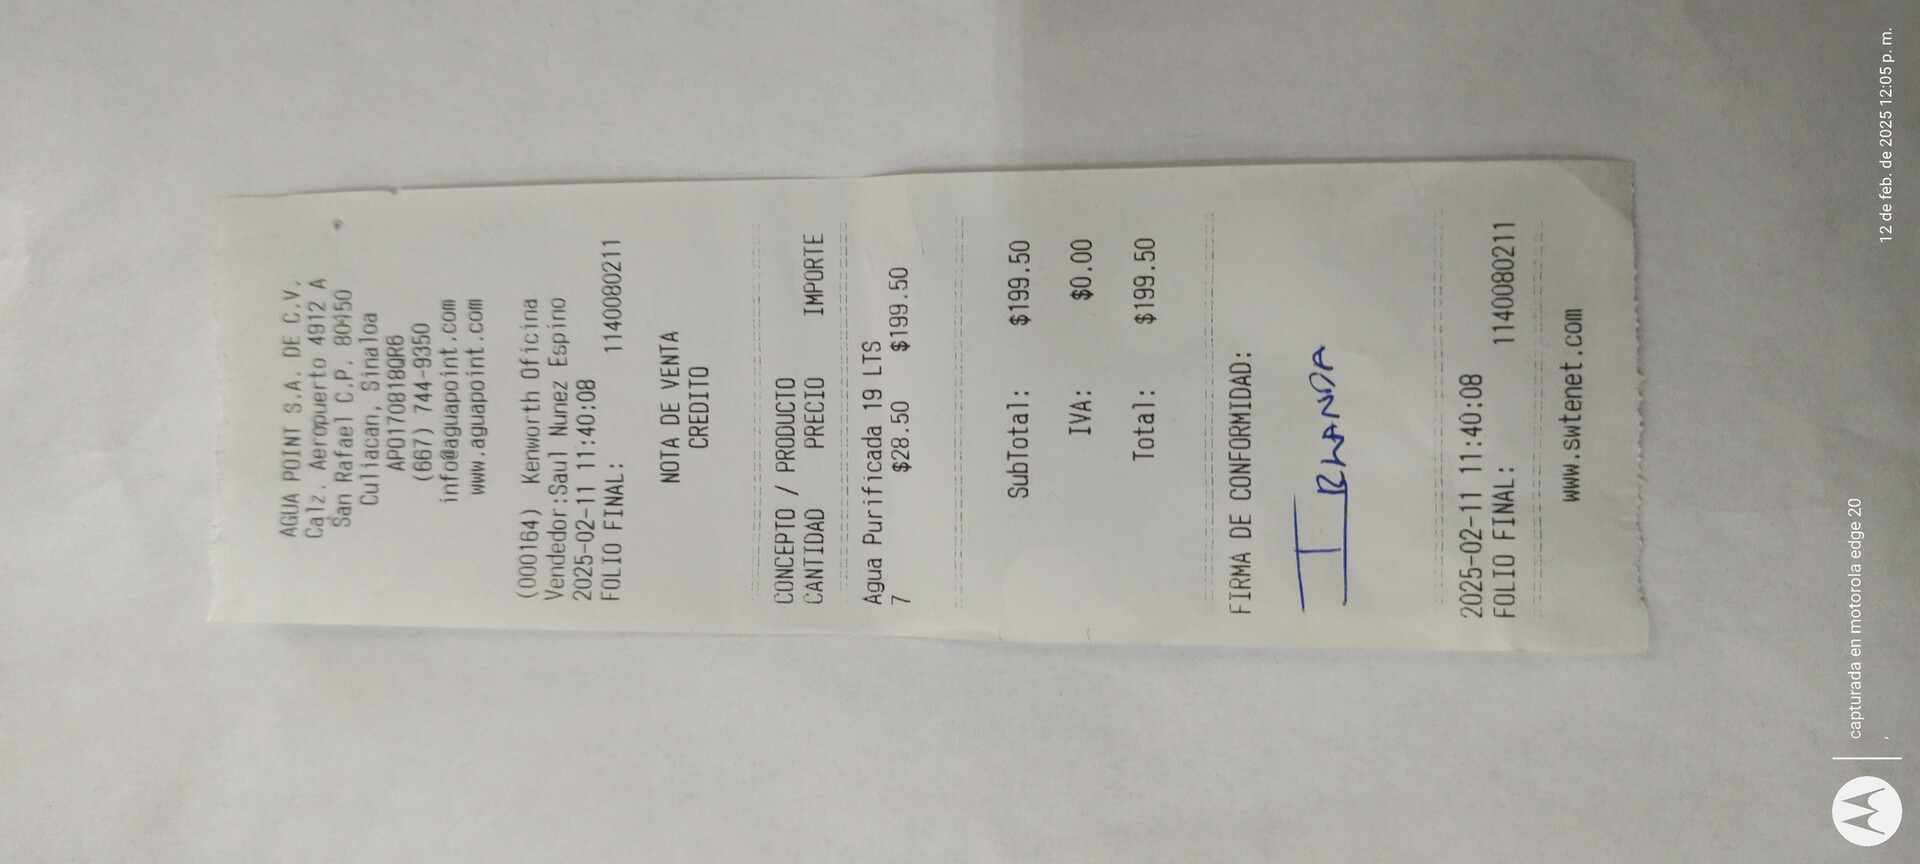 AGUA POINT S.A. DE C.V.
Calz. Aeropuerto 4912 A
San Rafael C.P. 80150
Culiacan, Sinaloa
APO170818QR6
(667) 744-9350
info@aguapoint.com
www.aguapoint.com
(000164) Kenworth Oficina
Vendedor:Saul Nunez Espino
2025-02-11 11:40:08
FOLIO FINAL: 1140080211
NOTA DE VENTA
CREDITO
CONCEPTO / PRODUCTO
CANTIDAD PRECIO IMPORTE
Agua Purificada 19 LTS
7 $28.50 $199.50
SubTotal: $199.50
IVA: $0.00
Total: $199.50
FIRMA DE CONFORMIDAD:
2025-02-11 11:40:08
FOLIO FINAL: 1140080211
www.swtenet.com
capturada en motorola edge 20
12 de feb. de 2025 12:05 p. m.